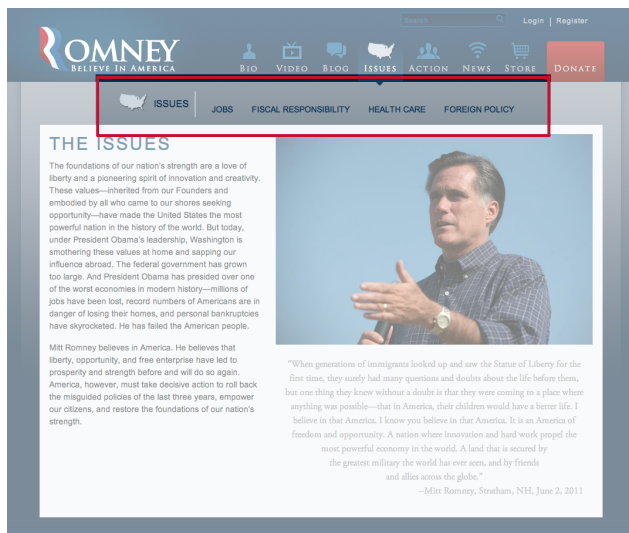 Search Login | Register
ROMNEY
BELIEVE IN AMERICA
BIO VIDEO BLOG ISSUES ACTION NEWS STORE DONATE
ISSUES JOBS FISCAL RESPONSIBILITY HEALTH CARE FOREIGN POLICY
THE ISSUES
The foundations of our nation's strength are a love of
liberty and a pioneering spirit of innovation and creativity.
These values—inherited from our Founders and
embodied by all who came to our shores seeking
opportunity—have made the United States the most
powerful nation in the history of the world. But today,
under President Obama's leadership, Washington is
smothering these values at home and sapping our
influence abroad. The federal government has grown
too large. And President Obama has presided over one
of the worst economies in modern history—millions of
jobs have been lost, record numbers of Americans are in
danger of losing their homes, and personal bankruptcies
have skyrocketed. He has failed the American people.
Mitt Romney believes in America. He believes that
liberty, opportunity, and free enterprise have led to
prosperity and strength before and will do so again.
America, however, must take decisive action to roll back
the misguided policies of the last three years, empower
our citizens, and restore the foundations of our nation's
strength.
"When generations of immigrants looked up and saw the Statue of Liberty for the
first time, they surely had many questions and doubts about the life before them,
but one thing they knew without a doubt is that they were coming to a place where
anything was possible—that in America, their children would have a better life. I
believe in that America. I know you believe in that America. It is an America of
freedom and opportunity. A nation where innovation and hard work propel the
most powerful economy in the world. A land that is secured by
the greatest military the world has ever seen, and by friends
and allies across the globe."
–Mitt Romney, Stratham, NH, June 2, 2011